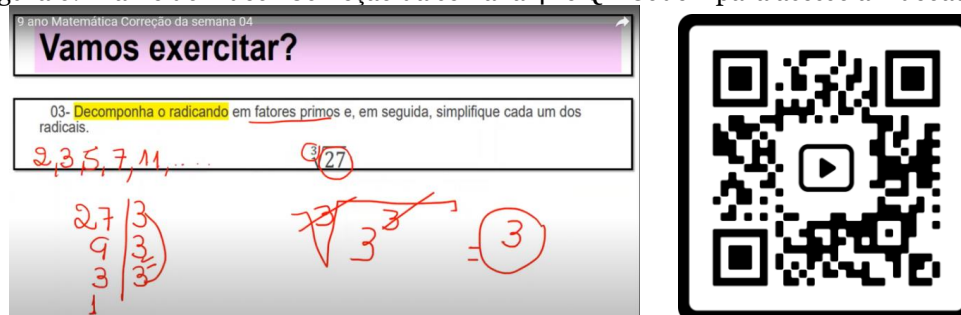 9 ano Matemática Correção da semana 04
Vamos exercitar?
03- Decomponha o radicando em fatores primos e, em seguida, simplifique cada um dos
radicais.
2,3,5,7,11,....
∛27
27|3
9|3
3|3
1
∛3³ = 3